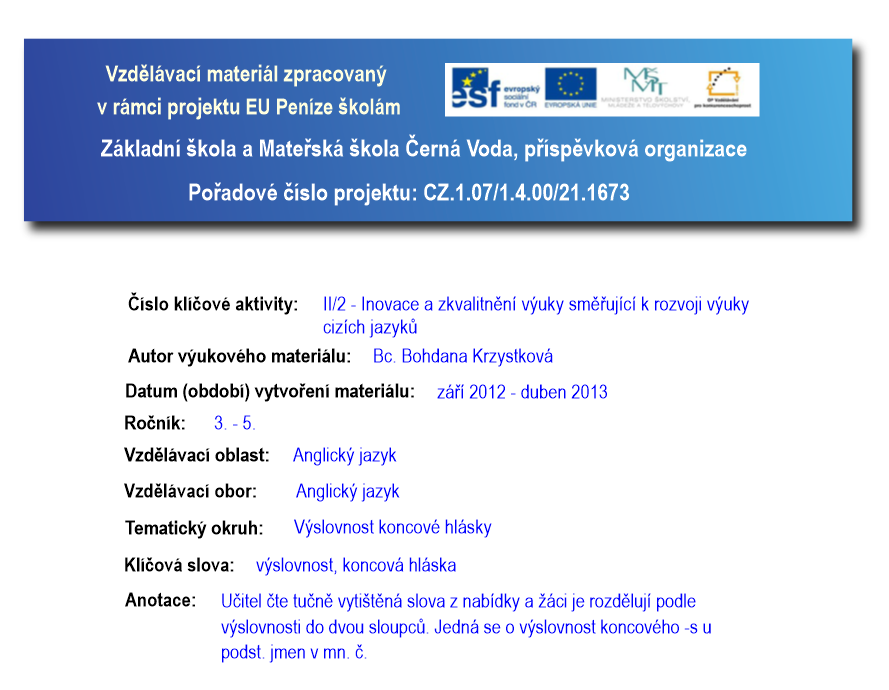 Vzdělávací materiál zpracovaný
v rámci projektu EU Peníze školám
esf evropský
sociální
fond v ČR
EVROPSKÁ UNIE
MINISTERSTVO ŠKOLSTVÍ,
MLÁDEŽE A TĚLOVÝCHOVY
OP Vzdělávání
pro konkurenceschopnost
Základní škola a Mateřská škola Černá Voda, příspěvková organizace
Pořadové číslo projektu: CZ.1.07/1.4.00/21.1673
Číslo klíčové aktivity: II/2 - Inovace a zkvalitnění výuky směřující k rozvoji výuky
cizích jazyků
Autor výukového materiálu: Bc. Bohdana Krzystková
Datum (období) vytvoření materiálu: září 2012 - duben 2013
Ročník: 3. - 5.
Vzdělávací oblast: Anglický jazyk
Vzdělávací obor: Anglický jazyk
Tematický okruh: Výslovnost koncové hlásky
Klíčová slova: výslovnost, koncová hláska
Anotace: Učitel čte tučně vytištěná slova z nabídky a žáci je rozdělují podle
výslovnosti do dvou sloupců. Jedná se o výslovnost koncového -s u
podst. jmen v mn. č.